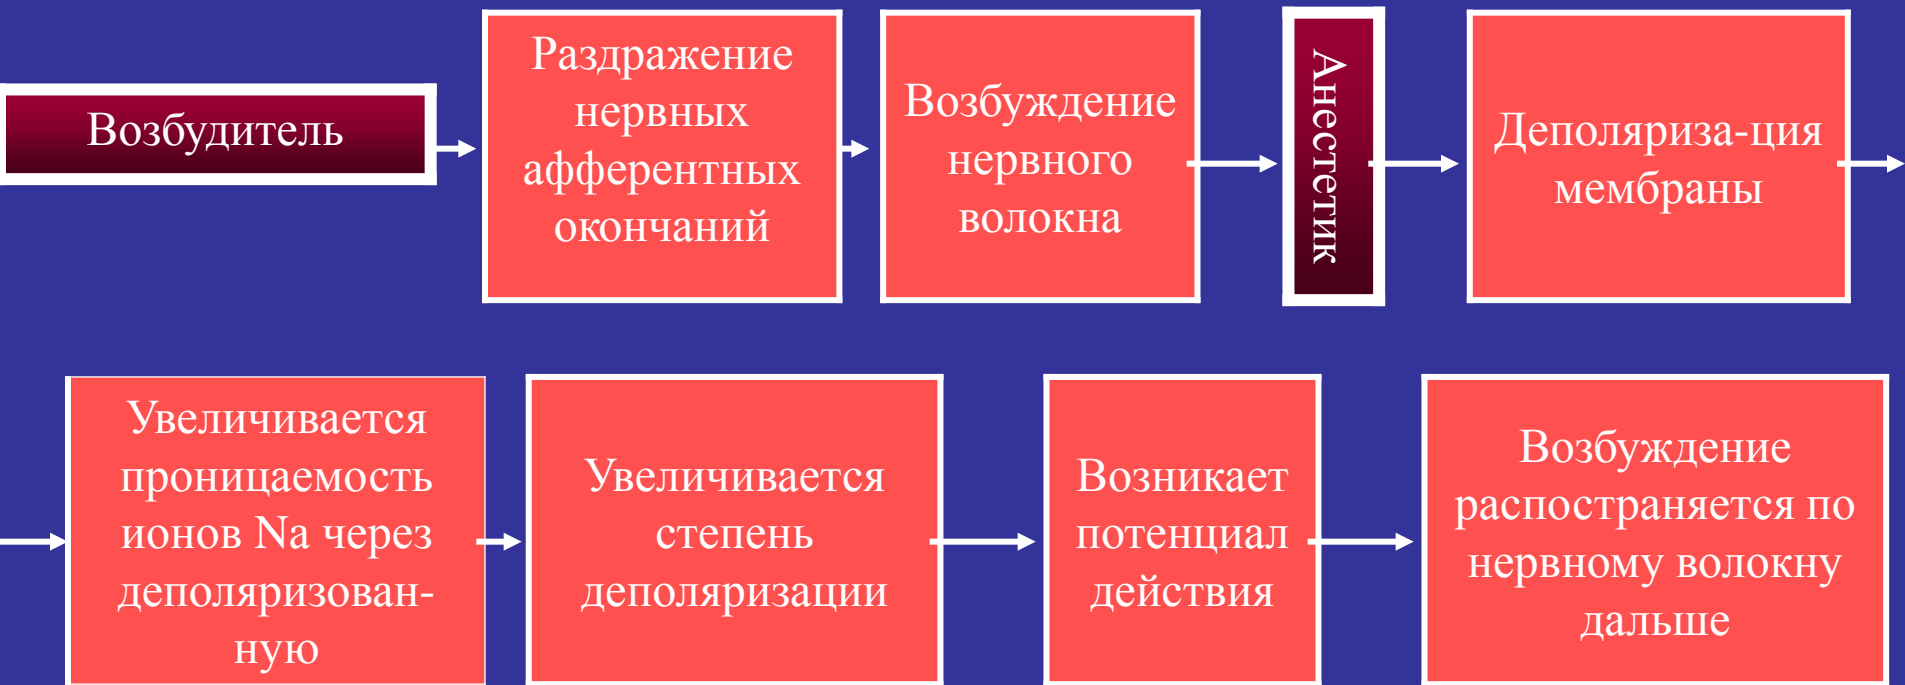 Возбудитель
Раздражение
нервных
афферентных
окончаний
Возбуждение
нервного
волокна
Анестетик
Деполяриза-ция
мембраны
Увеличивается
проницаемость
ионов Na через
деполяризован-
ную
Увеличивается
степень
деполяризации
Возникает
потенциал
действия
Возбуждение
распостраняется по
нервному волокну
дальше